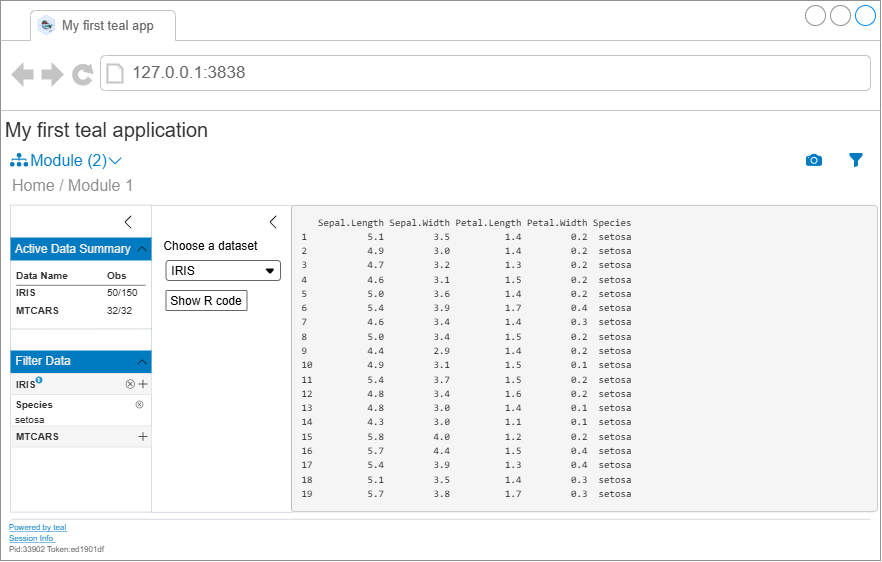 My first teal app
127.0.0.1:3838
My first teal application
Module (2)
Home / Module 1
Active Data Summary
Data Name Obs
IRIS 50/150
MTCARS 32/32
Filter Data
IRIS
Species
setosa
MTCARS
Choose a dataset
IRIS
Show R code
Sepal.Length Sepal.Width Petal.Length Petal.Width Species
1 5.1 3.5 1.4 0.2 setosa
2 4.9 3.0 1.4 0.2 setosa
3 4.7 3.2 1.3 0.2 setosa
4 4.6 3.1 1.5 0.2 setosa
5 5.0 3.6 1.4 0.2 setosa
6 5.4 3.9 1.7 0.4 setosa
7 4.6 3.4 1.4 0.3 setosa
8 5.0 3.4 1.5 0.2 setosa
9 4.4 2.9 1.4 0.2 setosa
10 4.9 3.1 1.5 0.1 setosa
11 5.4 3.7 1.5 0.2 setosa
12 4.8 3.4 1.6 0.2 setosa
13 4.8 3.0 1.4 0.1 setosa
14 4.3 3.0 1.1 0.1 setosa
15 5.8 4.0 1.2 0.2 setosa
16 5.7 4.4 1.5 0.4 setosa
17 5.4 3.9 1.3 0.4 setosa
18 5.1 3.5 1.4 0.3 setosa
19 5.7 3.8 1.7 0.3 setosa
Powered by teal
Session Info
Pid:33902 Token:ed1901df